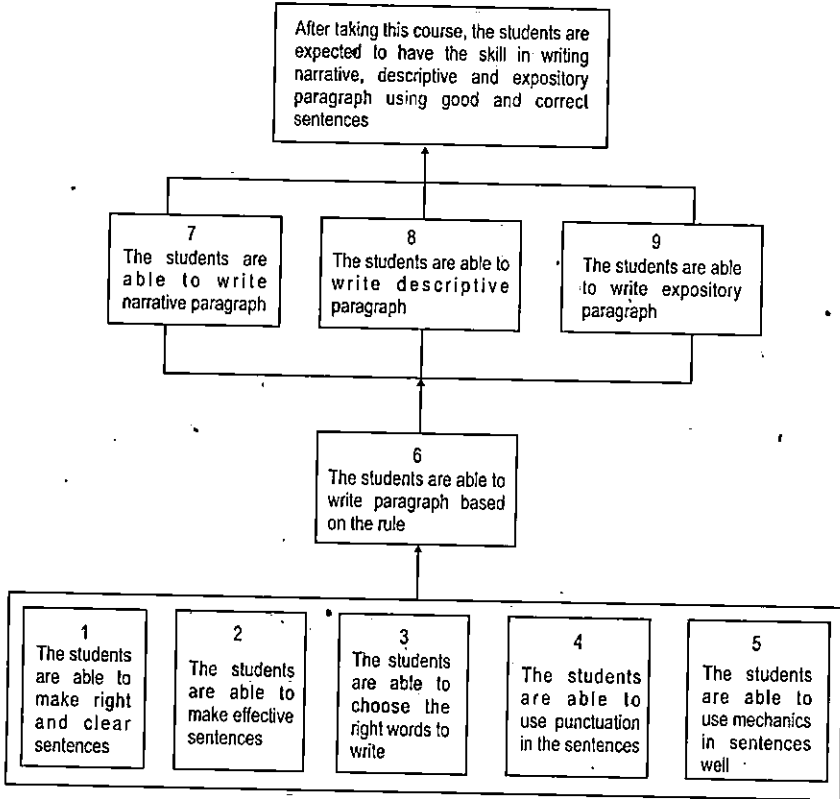 After taking this course, the students are
expected to have the skill in writing
narrative, descriptive and expository
paragraph using good and correct
sentences
7
The students are
able to write
narrative paragraph
8
The students are able to
write descriptive
paragraph
9
The students are able
to write expository
paragraph
6
The students are able to
write paragraph based
on the rule
1
The students
are able to
make right
and clear
sentences
2
The students
are able to
make effective
sentences
3
The students
are able to
choose the
right words to
write
4
The students
are able to
use punctuation
in the sentences
5
The students
are able to
use mechanics
in sentences
well